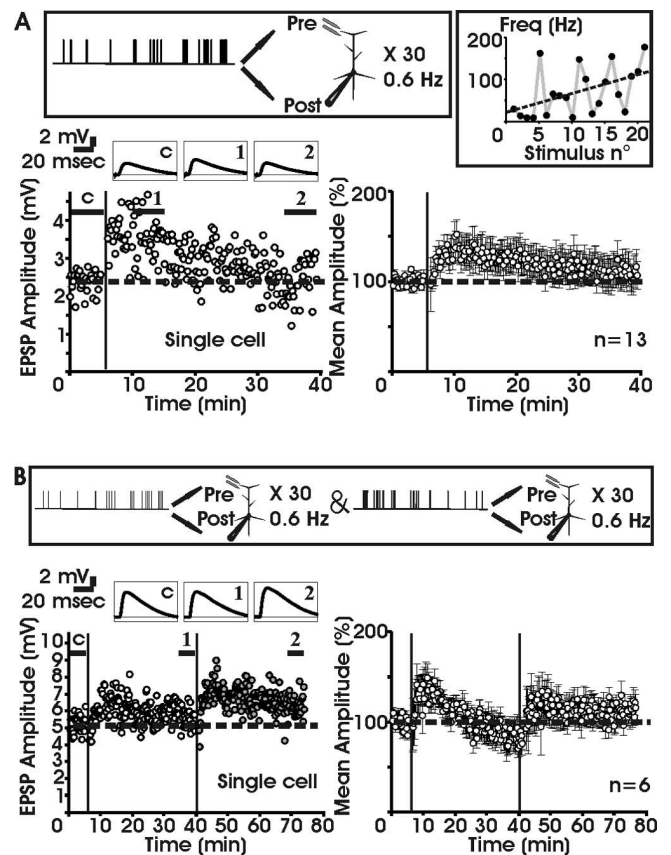 A
Pre
Post
X 30
0.6 Hz
Freq (Hz)
200
100
0
0 5 10 15 20
Stimulus n°
2 mV
20 msec
c 1 2
EPSP Amplitude (mV)
4
3
2
1
c 1 2
Single cell
0 10 20 30 40
Time (min)
Mean Amplitude (%)
200
100
0
n=13
0 10 20 30 40
Time (min)
B
Pre
Post
X 30
0.6 Hz
&
Pre
Post
X 30
0.6 Hz
2 mV
20 msec
c 1 2
EPSP Amplitude (mV)
10
9
8
7
6
5
4
3
2
1
c 1 2
Single cell
0 10 20 30 40 50 60 70 80
Time (min)
Mean Amplitude (%)
200
100
0
n=6
0 10 20 30 40 50 60 70 80
Time (min)